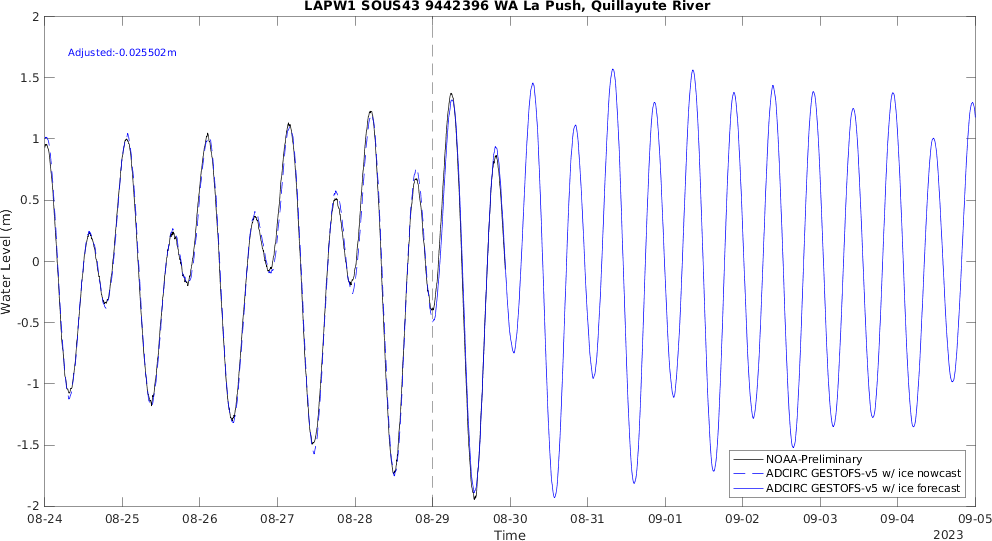 LAPW1 SOUS43 9442396 WA La Push, Quillayute River
Adjusted:-0.025502m
2
1.5
1
0.5
0
-0.5
-1
-1.5
-2
Water Level (m)
NOAA-Preliminary
ADCIRC GESTOFS-v5 w/ ice nowcast
ADCIRC GESTOFS-v5 w/ ice forecast
08-24 08-25 08-26 08-27 08-28 08-29 08-30 08-31 09-01 09-02 09-03 09-04 09-05
Time
2023